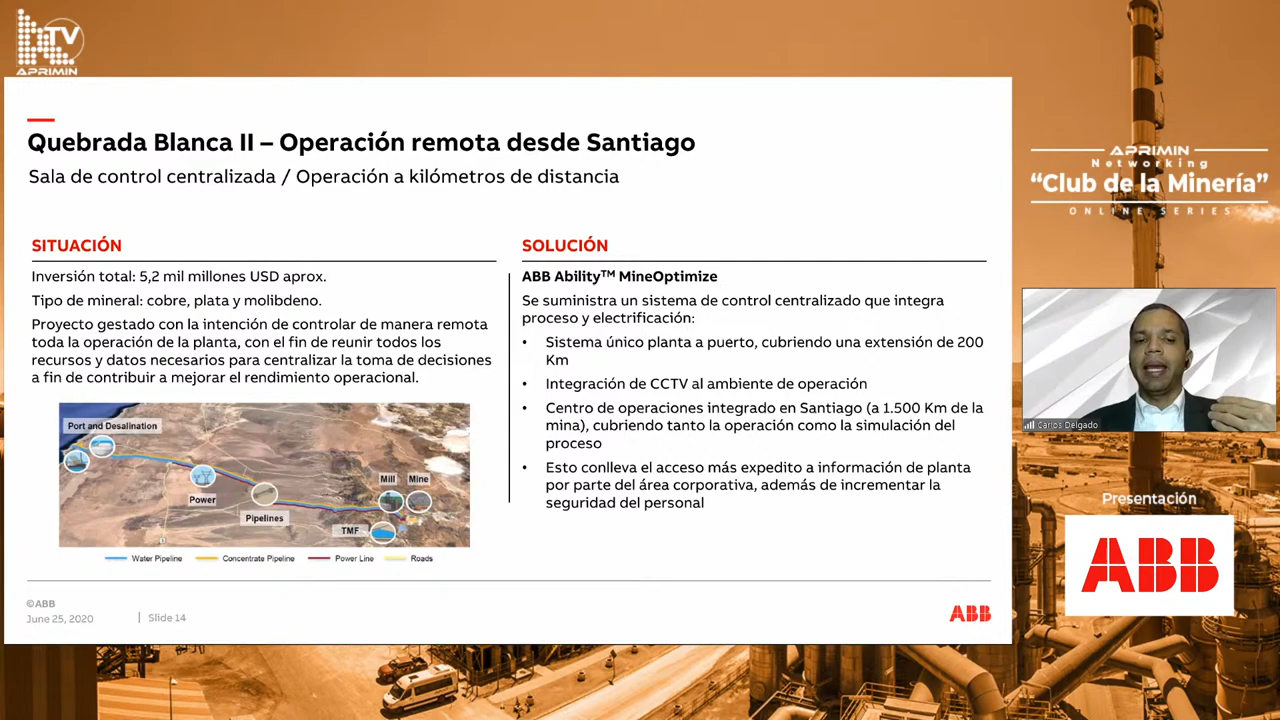 TV
APRIMIN
Quebrada Blanca II – Operación remota desde Santiago
Sala de control centralizada / Operación a kilómetros de distancia
SITUACIÓN
Inversión total: 5,2 mil millones USD aprox.
Tipo de mineral: cobre, plata y molibdeno.
Proyecto gestado con la intención de controlar de manera remota
toda la operación de la planta, con el fin de reunir todos los
recursos y datos necesarios para centralizar la toma de decisiones
a fin de contribuir a mejorar el rendimiento operacional.
Port and Desalination
Power
Pipelines
Mill
Mine
TMF
Water Pipeline
Concentrate Pipeline
Power Line
Roads
SOLUCIÓN
ABB Ability™ MineOptimize
Se suministra un sistema de control centralizado que integra
proceso y electrificación:
• Sistema único planta a puerto, cubriendo una extensión de 200
Km
• Integración de CCTV al ambiente de operación
• Centro de operaciones integrado en Santiago (a 1.500 Km de la
mina), cubriendo tanto la operación como la simulación del
proceso
• Esto conlleva el acceso más expedito a información de planta
por parte del área corporativa, además de incrementar la
seguridad del personal
©ABB
June 25, 2020 | Slide 14
ABB
APRIMIN
Networking
“Club de la Minería”
ONLINE SERIES
Carlos Delgado
Presentación
ABB